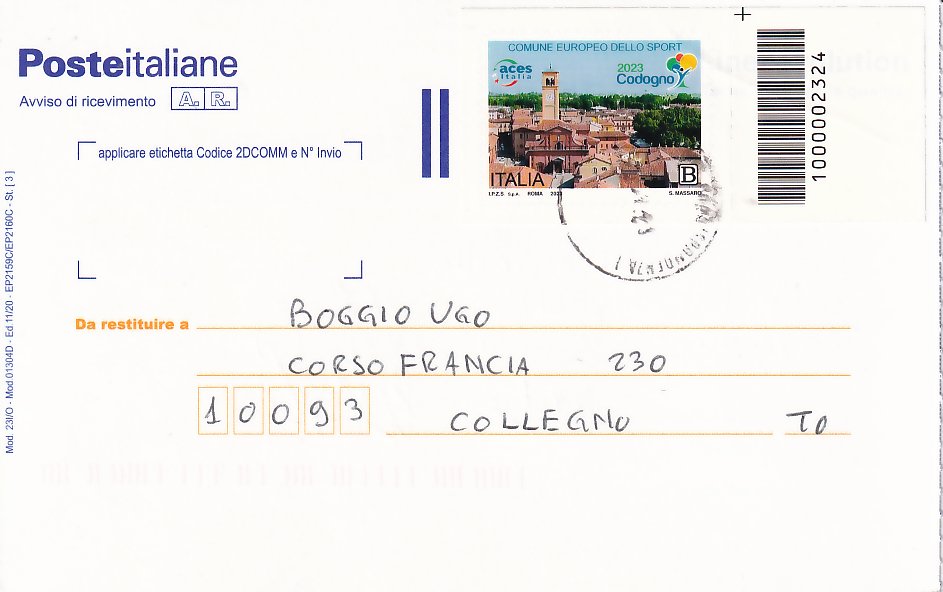 Posteitaliane
Avviso di ricevimento A.R.
applicare etichetta Codice 2DCOMM e N° Invio
Mod. 23I/O - Mod.01304D - Ed 11/20 - EP2159C/EP2160C - St. [3]
COMUNE EUROPEO DELLO SPORT
aces
italia
2023
Codogno
ITALIA B
I.P.Z.S. S.p.A. ROMA 2023 S. MASSARO
1000002324
Da restituire a BOGGIO UGO
CORSO FRANCIA 230
10093 COLLEGNO TO